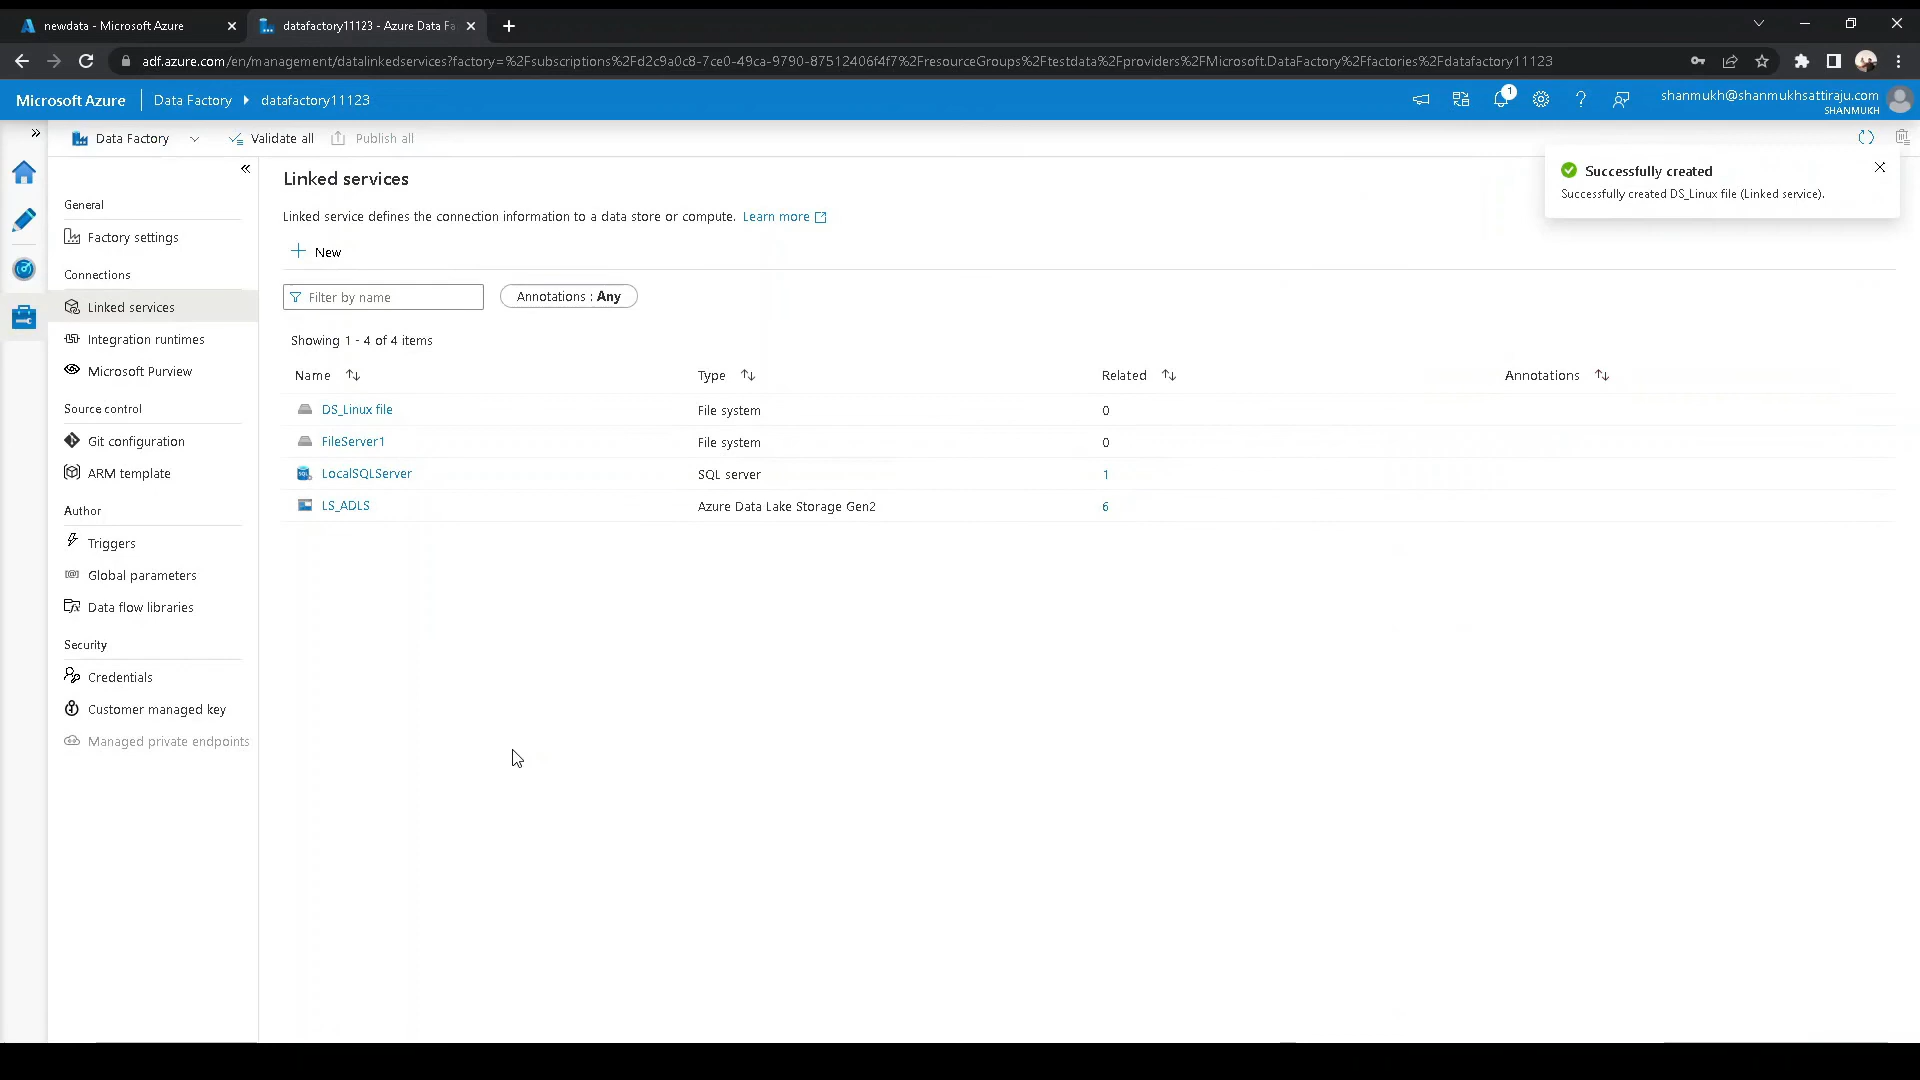 newdata - Microsoft Azure
datafactory11123 - Azure Data Fa
adf.azure.com/en/management/datalinkedservices?factory=%2Fsubscriptions%2Fd2c9a0c8-7ce0-49ca-9790-87512406f4f7%2FresourceGroups%2Ftestdata%2Fproviders%2FMicrosoft.DataFactory%2Ffactories%2Fdatafactory11123
Microsoft Azure
Data Factory
datafactory11123
1
shanmukh@shanmukhsattiraju.com
SHANMUKH
Data Factory
Validate all
Publish all
Successfully created
Successfully created DS_Linux file (Linked service).
General
Factory settings
Connections
Linked services
Integration runtimes
Microsoft Purview
Source control
Git configuration
ARM template
Author
Triggers
Global parameters
Data flow libraries
Security
Credentials
Customer managed key
Managed private endpoints
Linked services
Linked service defines the connection information to a data store or compute. Learn more
New
Filter by name
Annotations : Any
Showing 1 - 4 of 4 items
Name Type Related Annotations
DS_Linux file File system 0
FileServer1 File system 0
LocalSQLServer SQL server 1
LS_ADLS Azure Data Lake Storage Gen2 6